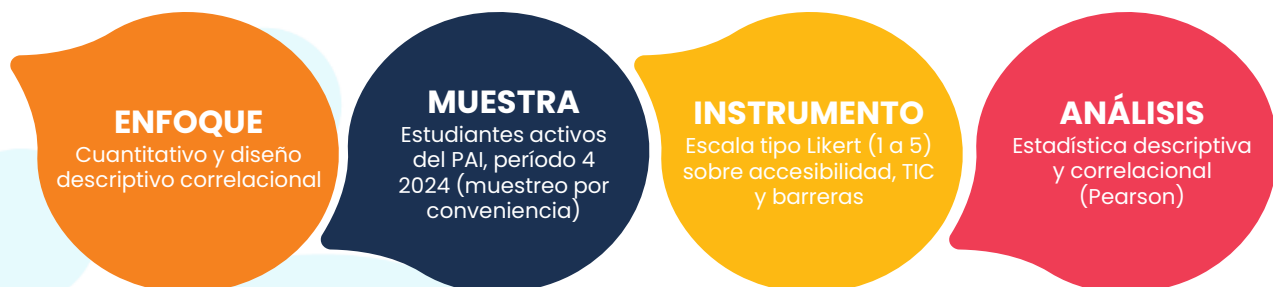 ENFOQUE
Cuantitativo y diseño
descriptivo correlacional
MUESTRA
Estudiantes activos
del PAI, período 4
2024 (muestreo por
conveniencia)
INSTRUMENTO
Escala tipo Likert (1 a 5)
sobre accesibilidad, TIC
y barreras
ANÁLISIS
Estadística descriptiva
y correlacional
(Pearson)